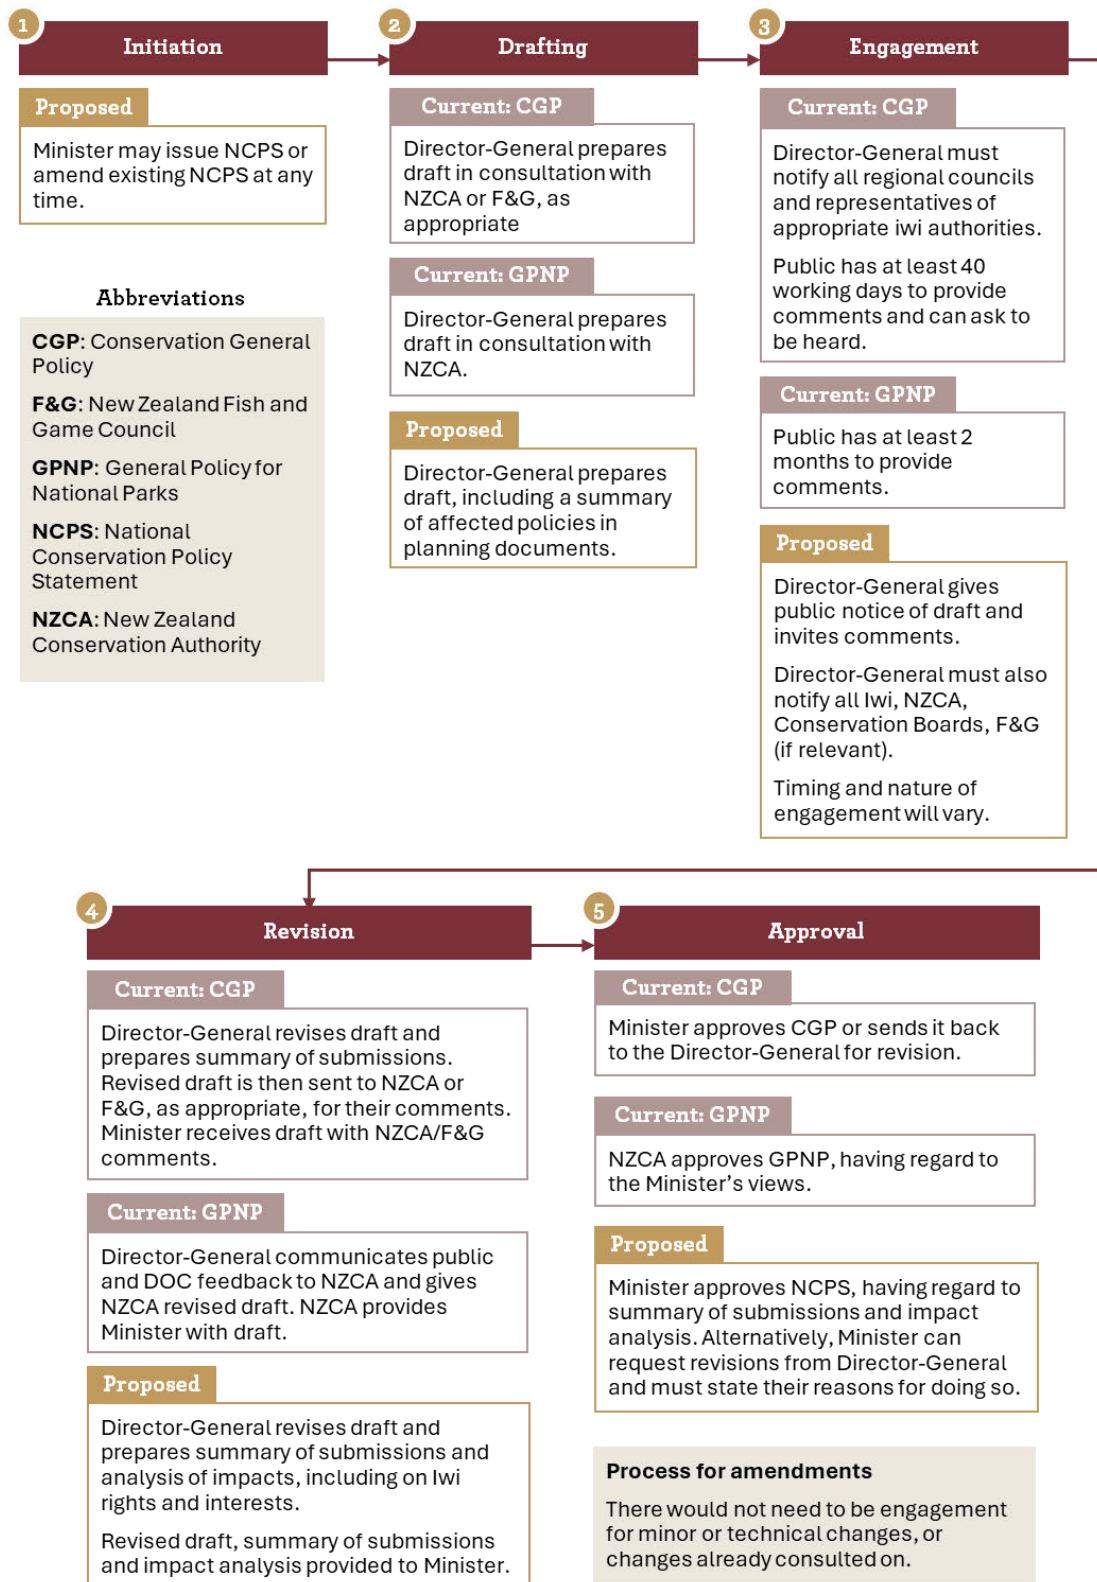 1
Initiation
Proposed
Minister may issue NCPS or
amend existing NCPS at any
time.
Abbreviations
CGP: Conservation General
Policy
F&G: New Zealand Fish and
Game Council
GPNP: General Policy for
National Parks
NCPS: National
Conservation Policy
Statement
NZCA: New Zealand
Conservation Authority
2
Drafting
Current: CGP
Director-General prepares
draft in consultation with
NZCA or F&G, as
appropriate
Current: GPNP
Director-General prepares
draft in consultation with
NZCA.
Proposed
Director-General prepares
draft, including a summary
of affected policies in
planning documents.
3
Engagement
Current: CGP
Director-General must
notify all regional councils
and representatives of
appropriate iwi authorities.
Public has at least 40
working days to provide
comments and can ask to
be heard.
Current: GPNP
Public has at least 2
months to provide
comments.
Proposed
Director-General gives
public notice of draft and
invites comments.
Director-General must also
notify all Iwi, NZCA,
Conservation Boards, F&G
(if relevant).
Timing and nature of
engagement will vary.
4
Revision
Current: CGP
Director-General revises draft and
prepares summary of submissions.
Revised draft is then sent to NZCA or
F&G, as appropriate, for their comments.
Minister receives draft with NZCA/F&G
comments.
Current: GPNP
Director-General communicates public
and DOC feedback to NZCA and gives
NZCA revised draft. NZCA provides
Minister with draft.
Proposed
Director-General revises draft and
prepares summary of submissions and
analysis of impacts, including on Iwi
rights and interests.
Revised draft, summary of submissions
and impact analysis provided to Minister.
5
Approval
Current: CGP
Minister approves CGP or sends it back
to the Director-General for revision.
Current: GPNP
NZCA approves GPNP, having regard to
the Minister’s views.
Proposed
Minister approves NCPS, having regard to
summary of submissions and impact
analysis. Alternatively, Minister can
request revisions from Director-General
and must state their reasons for doing so.
Process for amendments
There would not need to be engagement
for minor or technical changes, or
changes already consulted on.